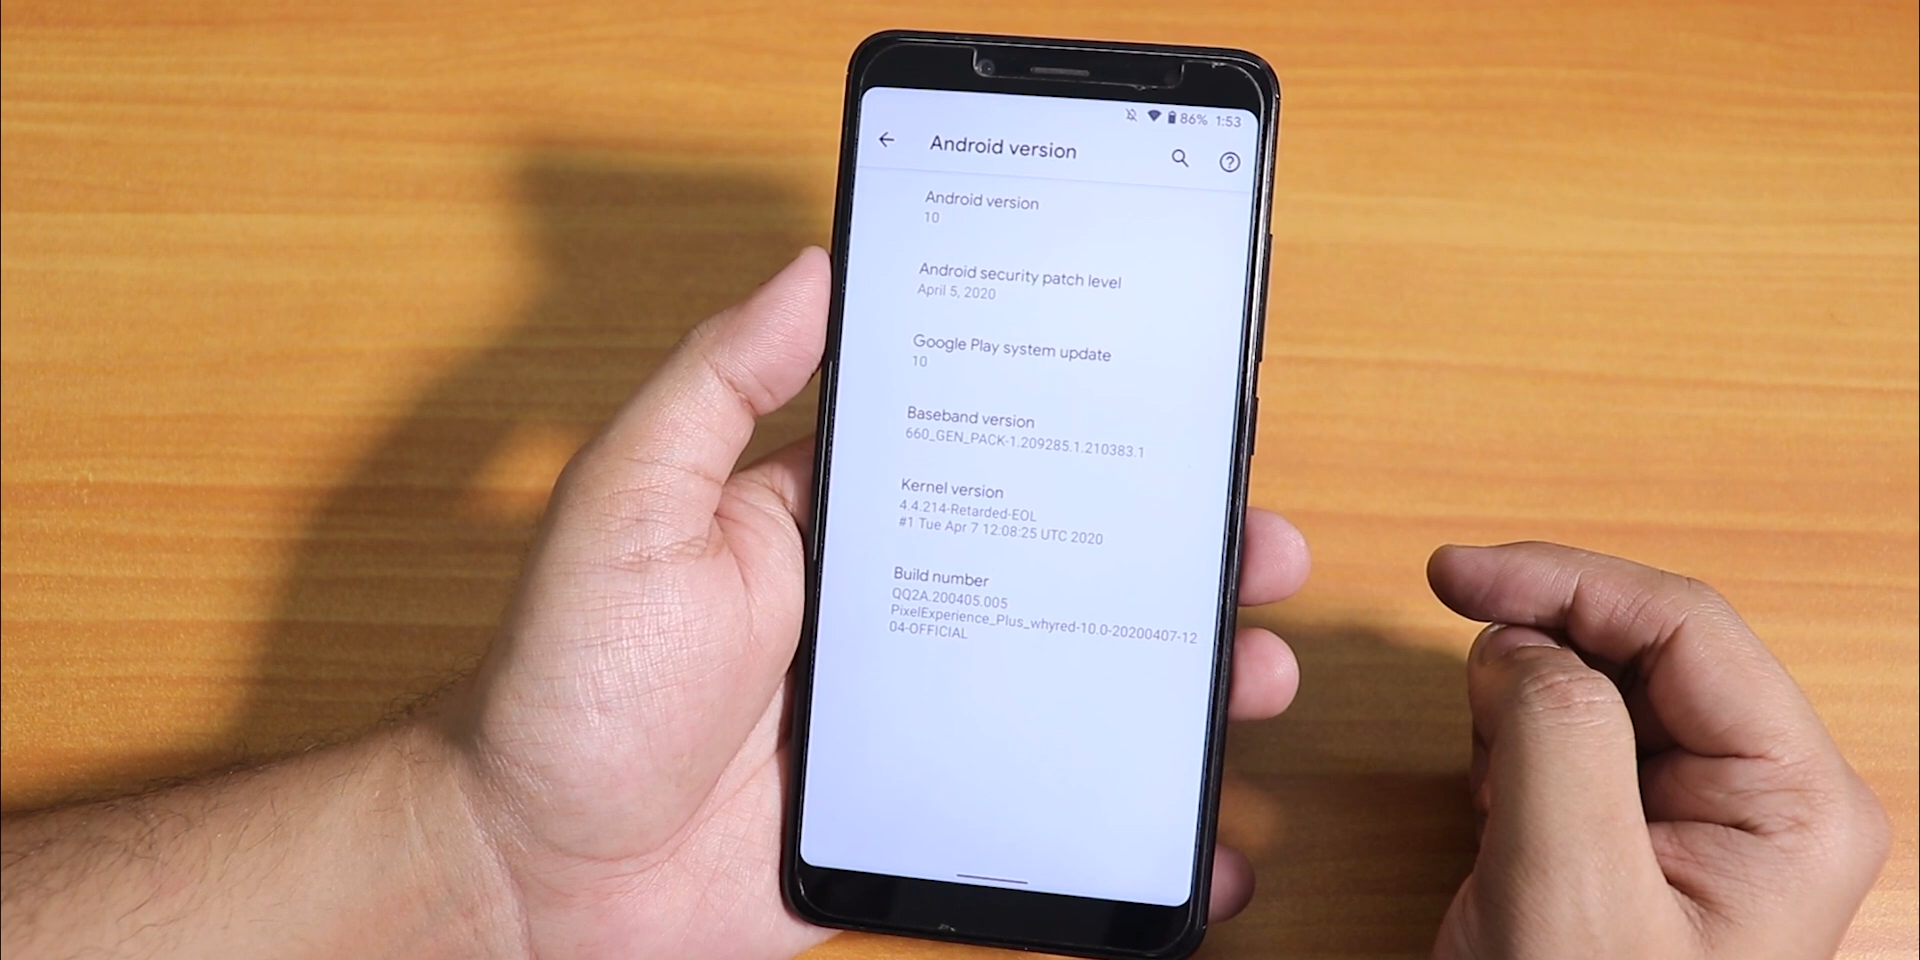 86% 1:53
Android version
Android version
10
Android security patch level
April 5, 2020
Google Play system update
10
Baseband version
660_GEN_PACK-1.209285.1.210383.1
Kernel version
4.4.214-Retarded-EOL
#1 Tue Apr 7 12:08:25 UTC 2020
Build number
QQ2A.200405.005
PixelExperience_Plus_whyred-10.0-20200407-12
04-OFFICIAL